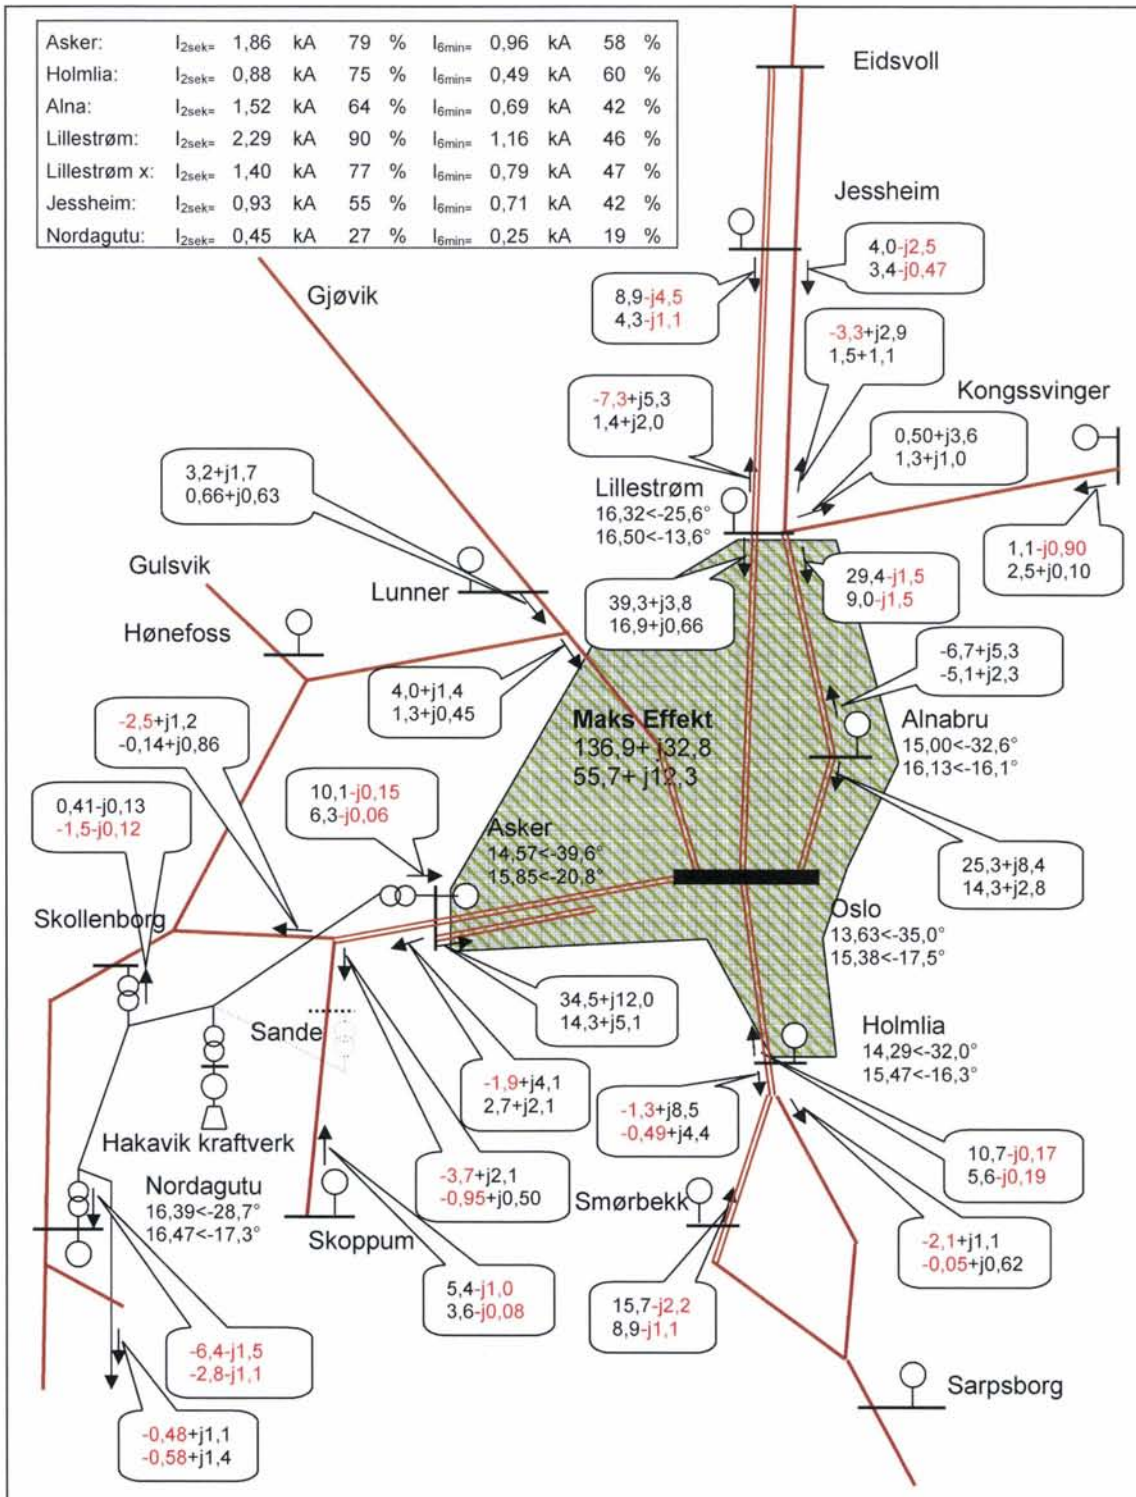 Asker: I2sek= 1,86 kA 79 % I6min= 0,96 kA 58 %
Holmlia: I2sek= 0,88 kA 75 % I6min= 0,49 kA 60 %
Alna: I2sek= 1,52 kA 64 % I6min= 0,69 kA 42 %
Lillestrøm: I2sek= 2,29 kA 90 % I6min= 1,16 kA 46 %
Lillestrøm x: I2sek= 1,40 kA 77 % I6min= 0,79 kA 47 %
Jessheim: I2sek= 0,93 kA 55 % I6min= 0,71 kA 42 %
Nordagutu: I2sek= 0,45 kA 27 % I6min= 0,25 kA 19 %
Eidsvoll
Jessheim
4,0-j2,5
3,4-j0,47
Gjøvik
8,9-j4,5
4,3-j1,1
-3,3+j2,9
1,5+1,1
Kongssvinger
-7,3+j5,3
1,4+j2,0
0,50+j3,6
1,3+j1,0
3,2+j1,7
0,66+j0,63
Lillestrøm
16,32<-25,6°
16,50<-13,6°
1,1-j0,90
2,5+j0,10
Gulsvik
Lunner
Hønefoss
39,3+j3,8
16,9+j0,66
29,4-j1,5
9,0-j1,5
-6,7+j5,3
-5,1+j2,3
4,0+j1,4
1,3+j0,45
-2,5+j1,2
-0,14+j0,86
Maks Effekt
136,9+ j32,8
55,7+ j12,3
Alnabru
15,00<-32,6°
16,13<-16,1°
0,41-j0,13
-1,5-j0,12
10,1-j0,15
6,3-j0,06
Asker
14,57<-39,6°
15,85<-20,8°
25,3+j8,4
14,3+j2,8
Skollenborg
Oslo
13,63<-35,0°
15,38<-17,5°
34,5+j12,0
14,3+j5,1
Sande
Holmlia
14,29<-32,0°
15,47<-16,3°
-1,9+j4,1
2,7+j2,1
-1,3+j8,5
-0,49+j4,4
Hakavik kraftverk
10,7-j0,17
5,6-j0,19
Nordagutu
16,39<-28,7°
16,47<-17,3°
-3,7+j2,1
-0,95+j0,50
Smørbekk
Skoppum
-2,1+j1,1
-0,05+j0,62
5,4-j1,0
3,6-j0,08
15,7-j2,2
8,9-j1,1
-6,4-j1,5
-2,8-j1,1
Sarpsborg
-0,48+j1,1
-0,58+j1,4